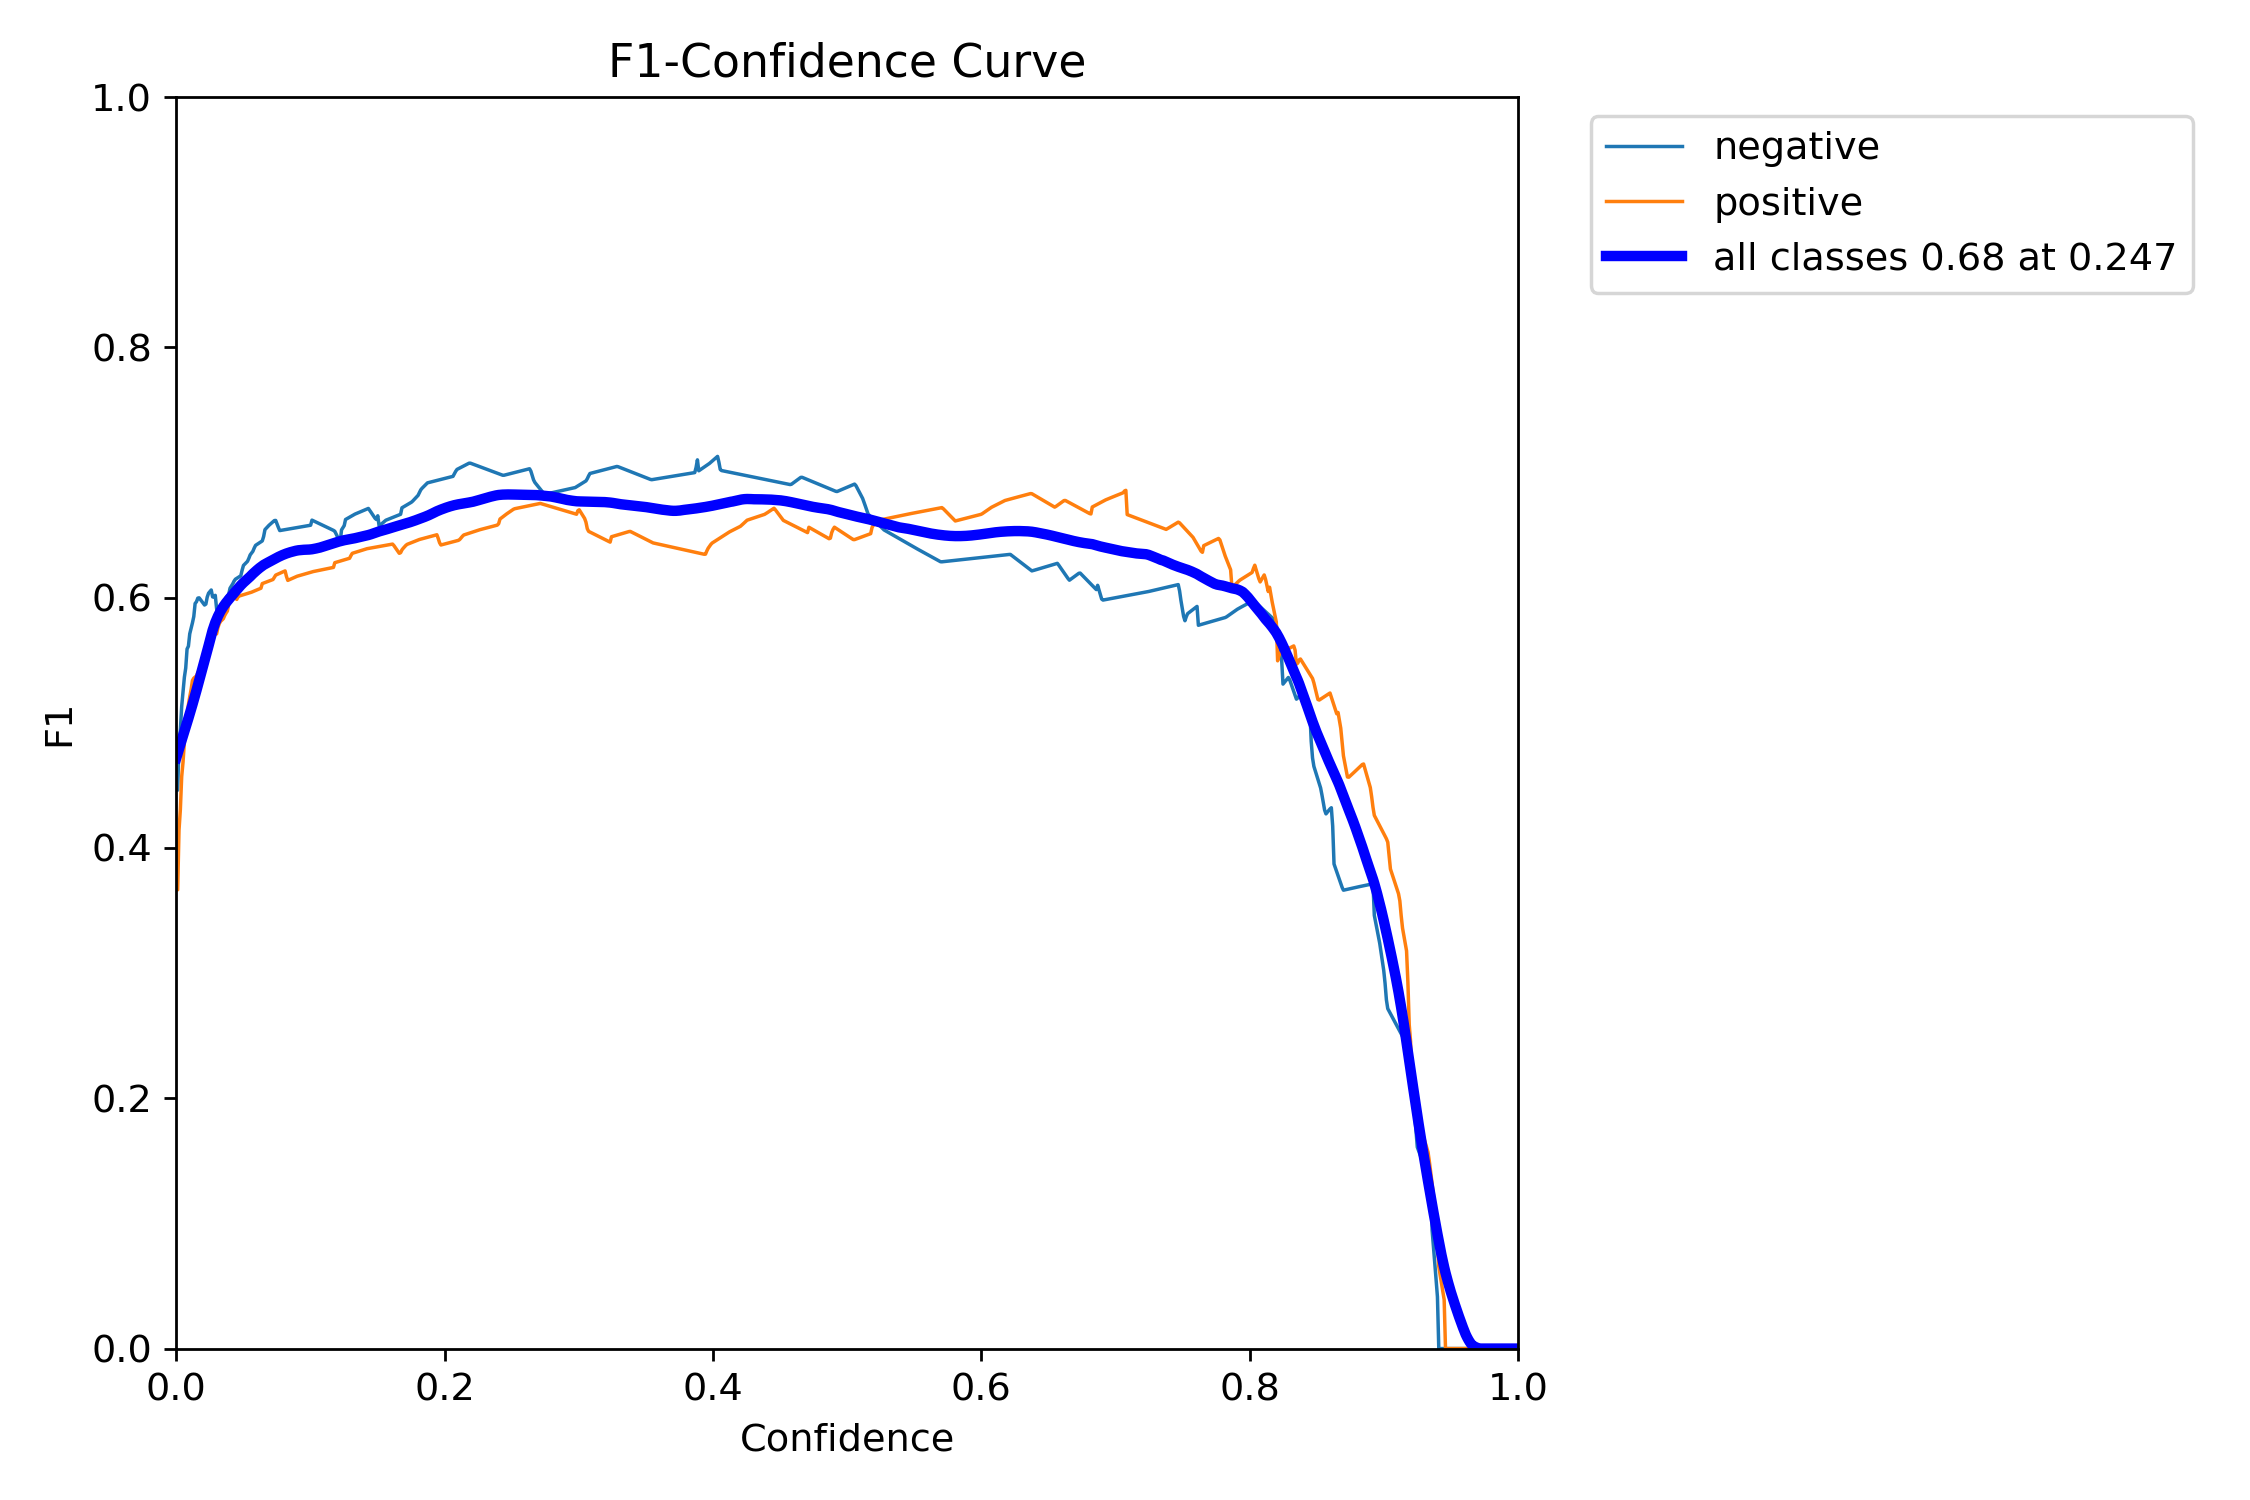 F1-Confidence Curve
1.0
0.8
0.6
0.4
0.2
0.0
F1
0.0 0.2 0.4 0.6 0.8 1.0
Confidence
negative
positive
all classes 0.68 at 0.247